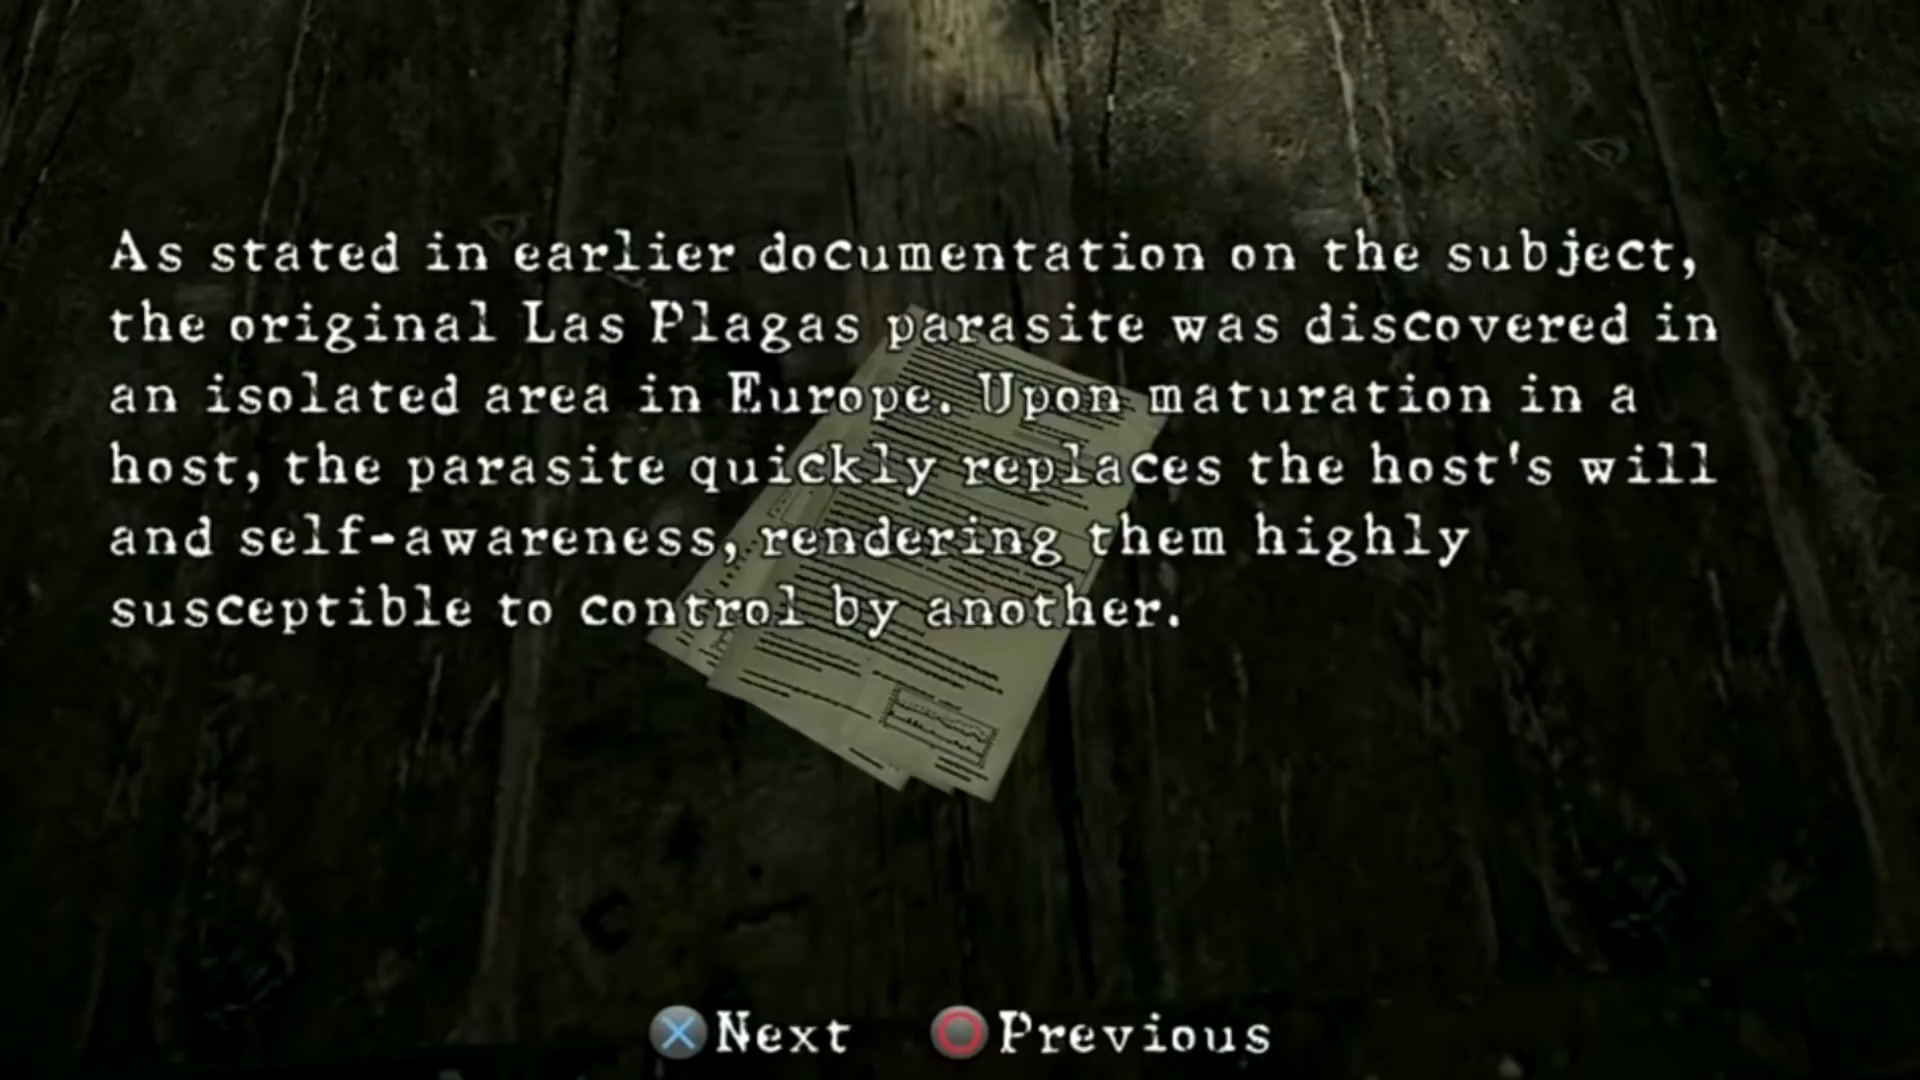 As stated in earlier documentation on the subject,
the original Las Plagas parasite was discovered in
an isolated area in Europe. Upon maturation in a
host, the parasite quickly replaces the host's will
and self-awareness, rendering them highly
susceptible to control by another.
Next Previous